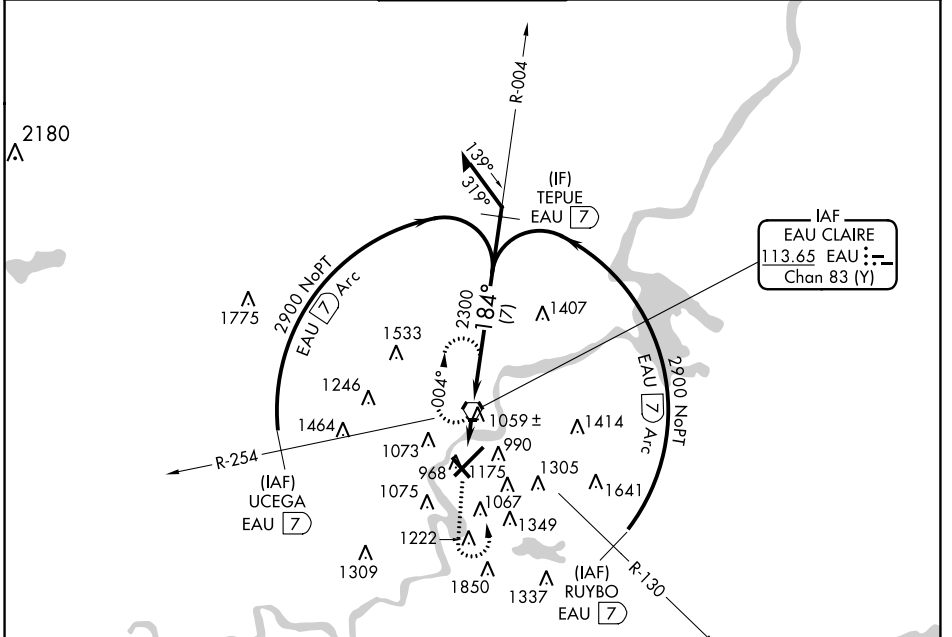 R-004
2180
139°
319°
(IF)
TEPUE
EAU 7
IAF
EAU CLAIRE
113.65 EAU
Chan 83 (Y)
2900 NoPT
EAU 7 Arc
1775
2300
184°
(7)
1407
1533
004°
2900 NoPT
EAU 7 Arc
1246
1464
1059 ±
1414
1073
990
R-254
968
1175
1305
1641
(IAF)
UCEGA
EAU 7
1075
1067
1349
1222
1309
1850
1337
(IAF)
RUYBO
EAU 7
R-130